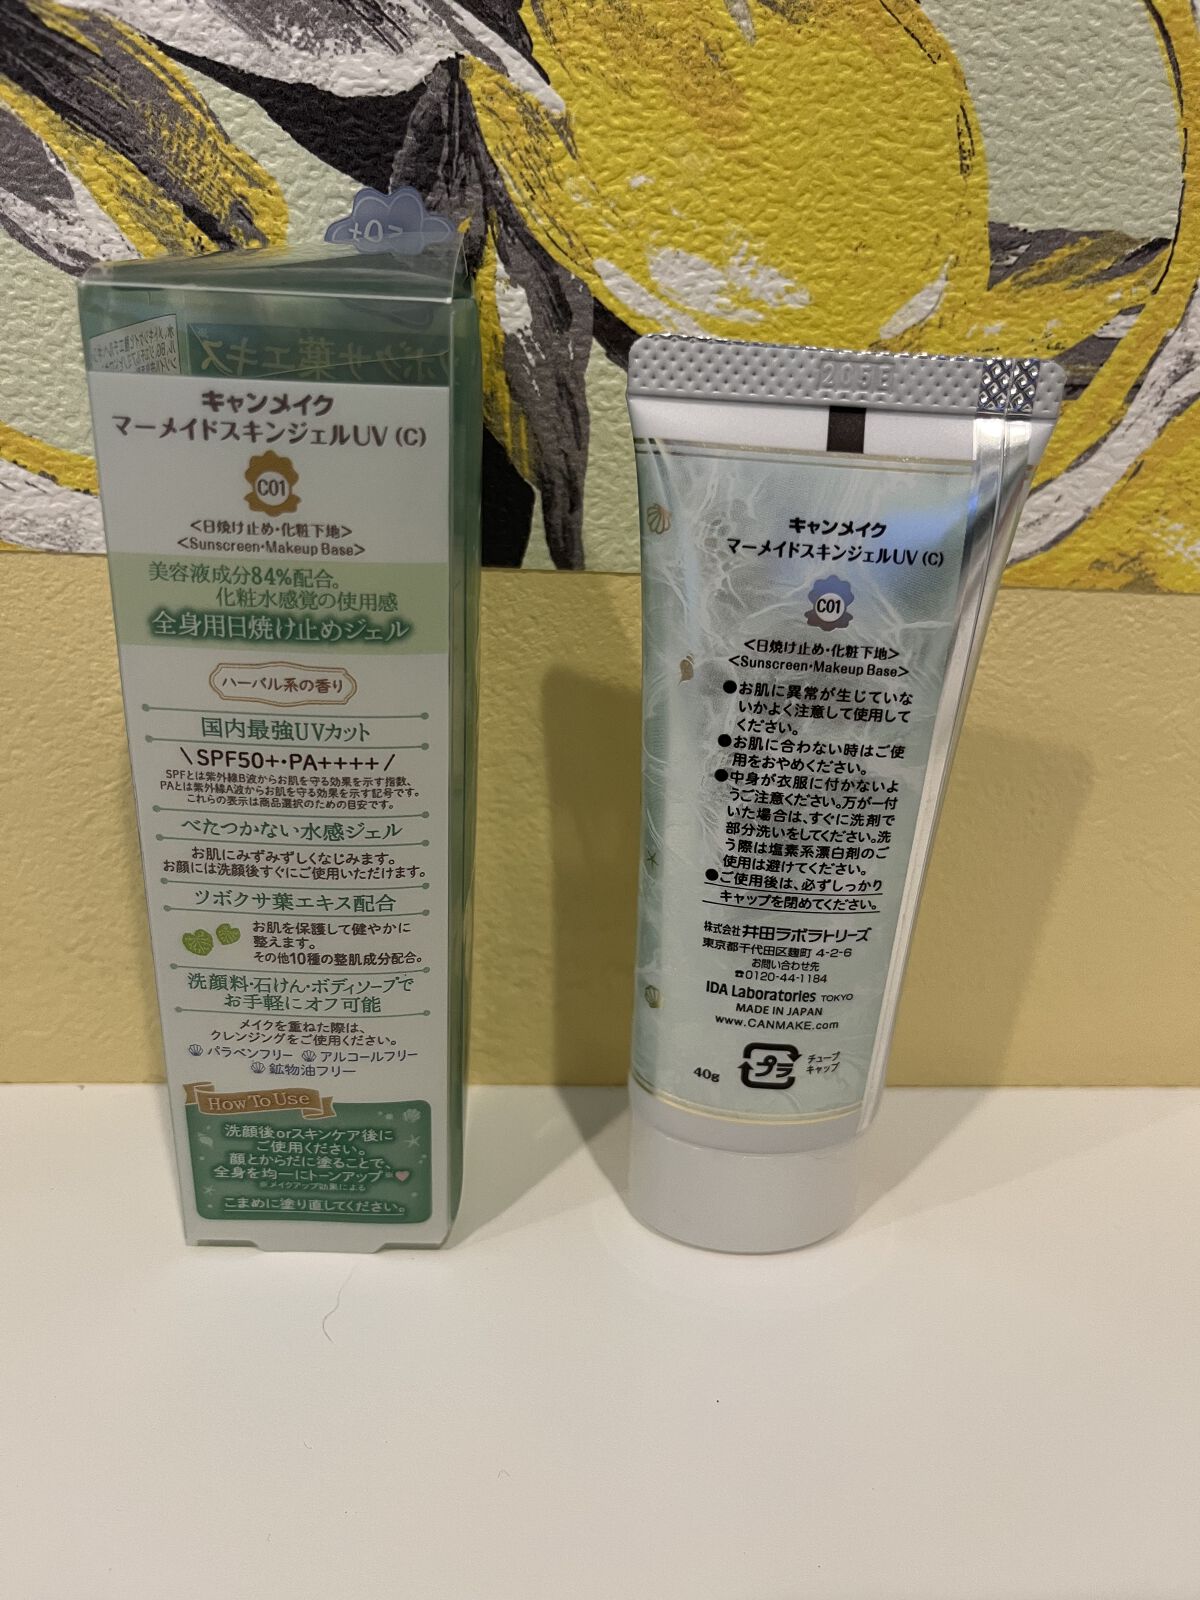 キャンメイク
マーメイドスキンジェルUV (C)
C01
<日焼け止め・化粧下地>
<Sunscreen・Makeup Base>
美容液成分84%配合。
化粧水感覚の使用感
全身用日焼け止めジェル
ハーバル系の香り
国内最強UVカット
\ SPF50+・PA++++ /
SPFとは紫外線B波からお肌を守る効果を示す指数、
PAとは紫外線A波からお肌を守る効果を示す記号です。
これらの表示は商品選択のための目安です。
べたつかない水感ジェル
お肌にみずみずしくなじみます。
お顔には洗顔後すぐにご使用いただけます。
ツボクサ葉エキス配合
お肌を保護して健やかに
整えます。
その他10種の整肌成分配合。
洗顔料・石けん・ボディソープで
お手軽にオフ可能
メイクを重ねた際は、
クレンジングをご使用ください。
パラベンフリー アルコールフリー
鉱物油フリー
How To Use
洗顔後orスキンケア後に
ご使用ください。
顔とからだに塗ることで、
全身を均一にトーンアップ※
※メイクアップ効果による
こまめに塗り直してください。
205E
キャンメイク
マーメイドスキンジェルUV (C)
C01
<日焼け止め・化粧下地>
<Sunscreen・Makeup Base>
●お肌に異常が生じていな
いかよく注意して使用して
ください。
●お肌に合わない時はご使
用をおやめください。
●中身が衣服に付かないよ
うご注意ください。万が一付
いた場合は、すぐに洗剤で
部分洗いをしてください。洗
う際は塩素系漂白剤のご
使用は避けてください。
●ご使用後は、必ずしっかり
キャップを閉めてください。
株式会社 井田ラボラトリーズ
東京都千代田区麹町 4-2-6
お問い合わせ先
☎0120-44-1184
IDA Laboratories TOKYO
MADE IN JAPAN
www.CANMAKE.com
40g
プラ
チューブ
キャップ